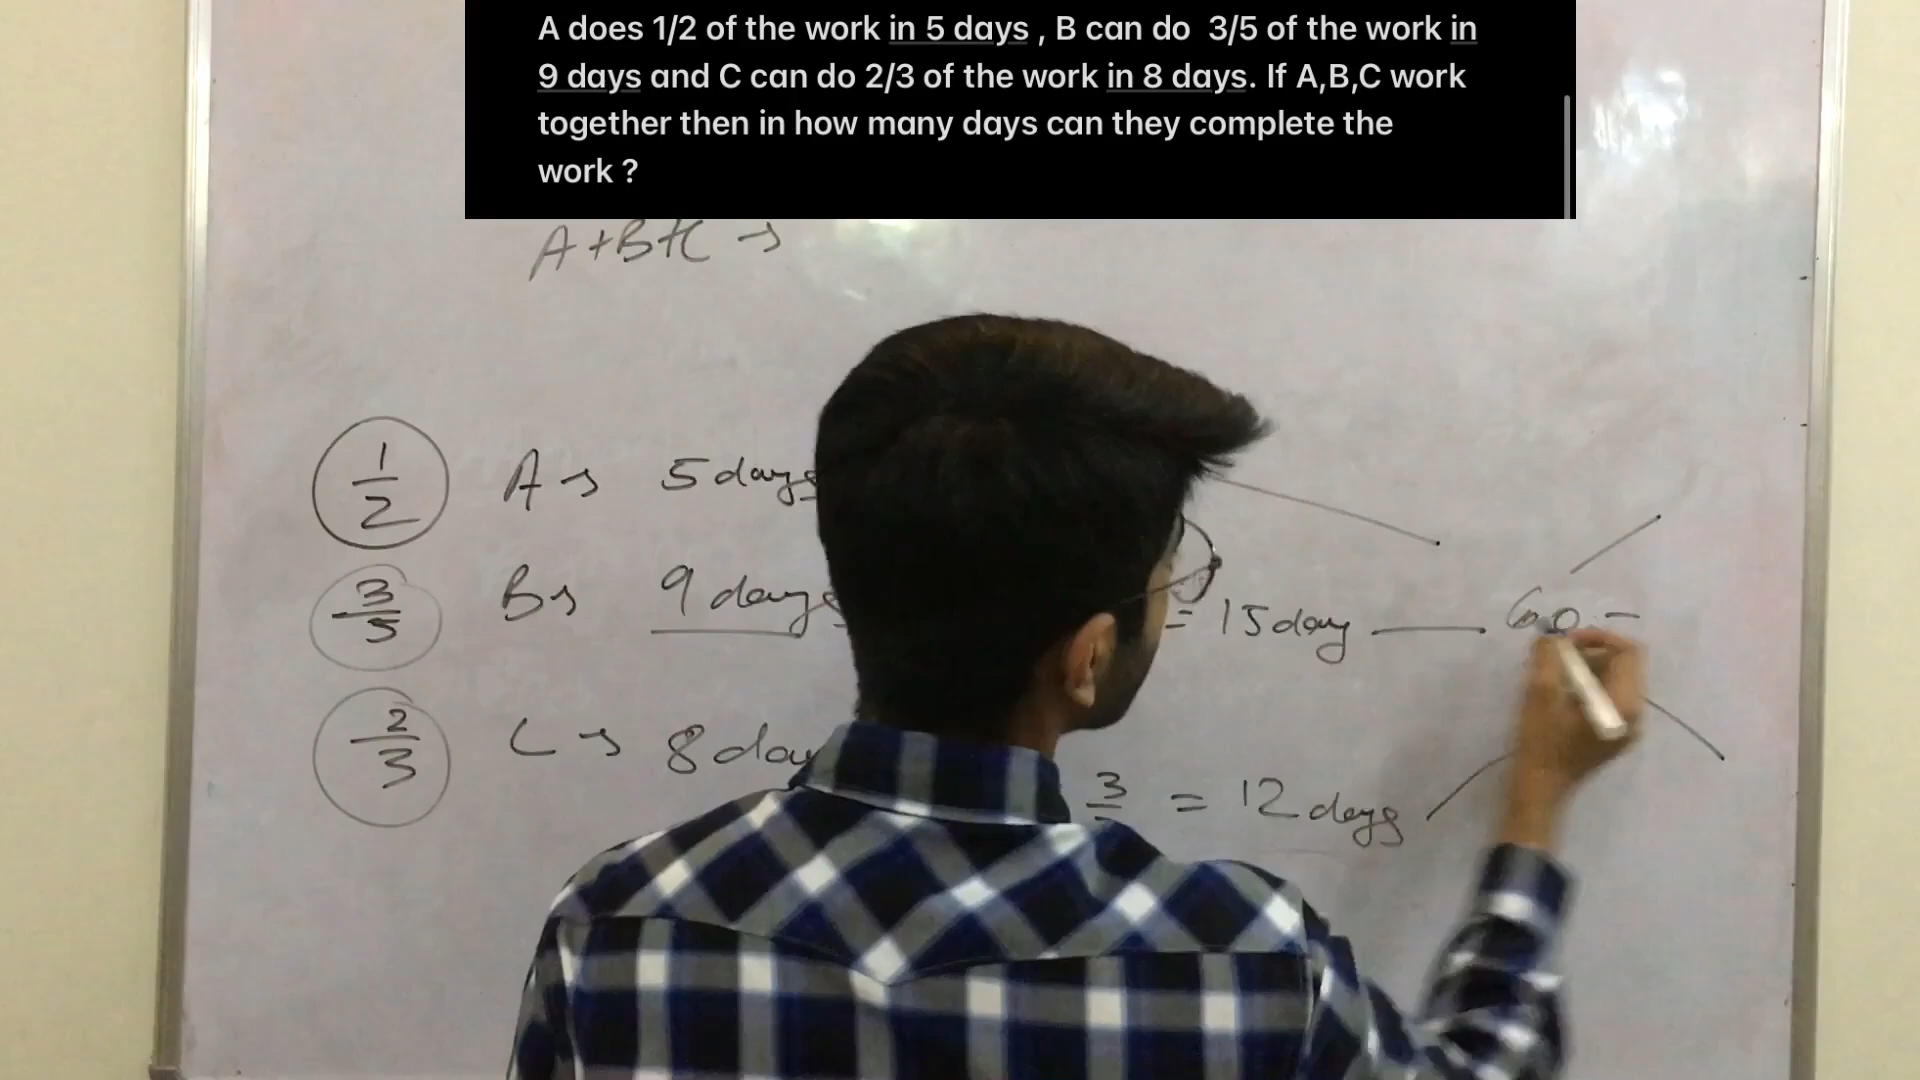 A does 1/2 of the work in 5 days , B can do 3/5 of the work in
9 days and C can do 2/3 of the work in 8 days. If A,B,C work
together then in how many days can they complete the
work ?
A+B+C →
1/2 A → 5 days
3/5 B → 9 days = 15 day — 60 –
2/3 C → 8 day 3 = 12 days